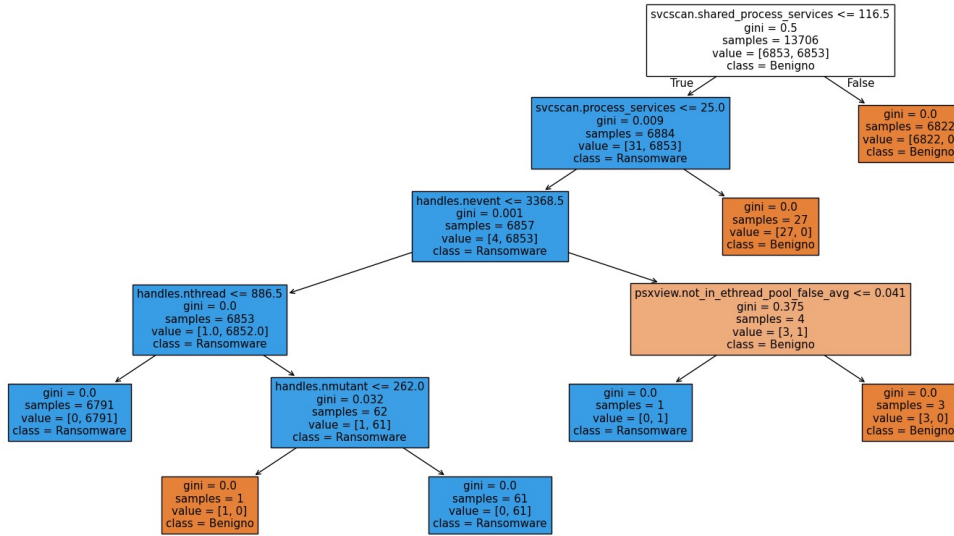 svcscan.shared_process_services <= 116.5
gini = 0.5
samples = 13706
value = [6853, 6853]
class = Benigno
True
False
svcscan.process_services <= 25.0
gini = 0.009
samples = 6884
value = [31, 6853]
class = Ransomware
gini = 0.0
samples = 6822
value = [6822, 0]
class = Benigno
handles.nevent <= 3368.5
gini = 0.001
samples = 6857
value = [4, 6853]
class = Ransomware
gini = 0.0
samples = 27
value = [27, 0]
class = Benigno
handles.nthread <= 886.5
gini = 0.0
samples = 6853
value = [1.0, 6852.0]
class = Ransomware
psxview.not_in_ethread_pool_false_avg <= 0.041
gini = 0.375
samples = 4
value = [3, 1]
class = Benigno
gini = 0.0
samples = 6791
value = [0, 6791]
class = Ransomware
handles.nmutant <= 262.0
gini = 0.032
samples = 62
value = [1, 61]
class = Ransomware
gini = 0.0
samples = 1
value = [0, 1]
class = Ransomware
gini = 0.0
samples = 3
value = [3, 0]
class = Benigno
gini = 0.0
samples = 1
value = [1, 0]
class = Benigno
gini = 0.0
samples = 61
value = [0, 61]
class = Ransomware